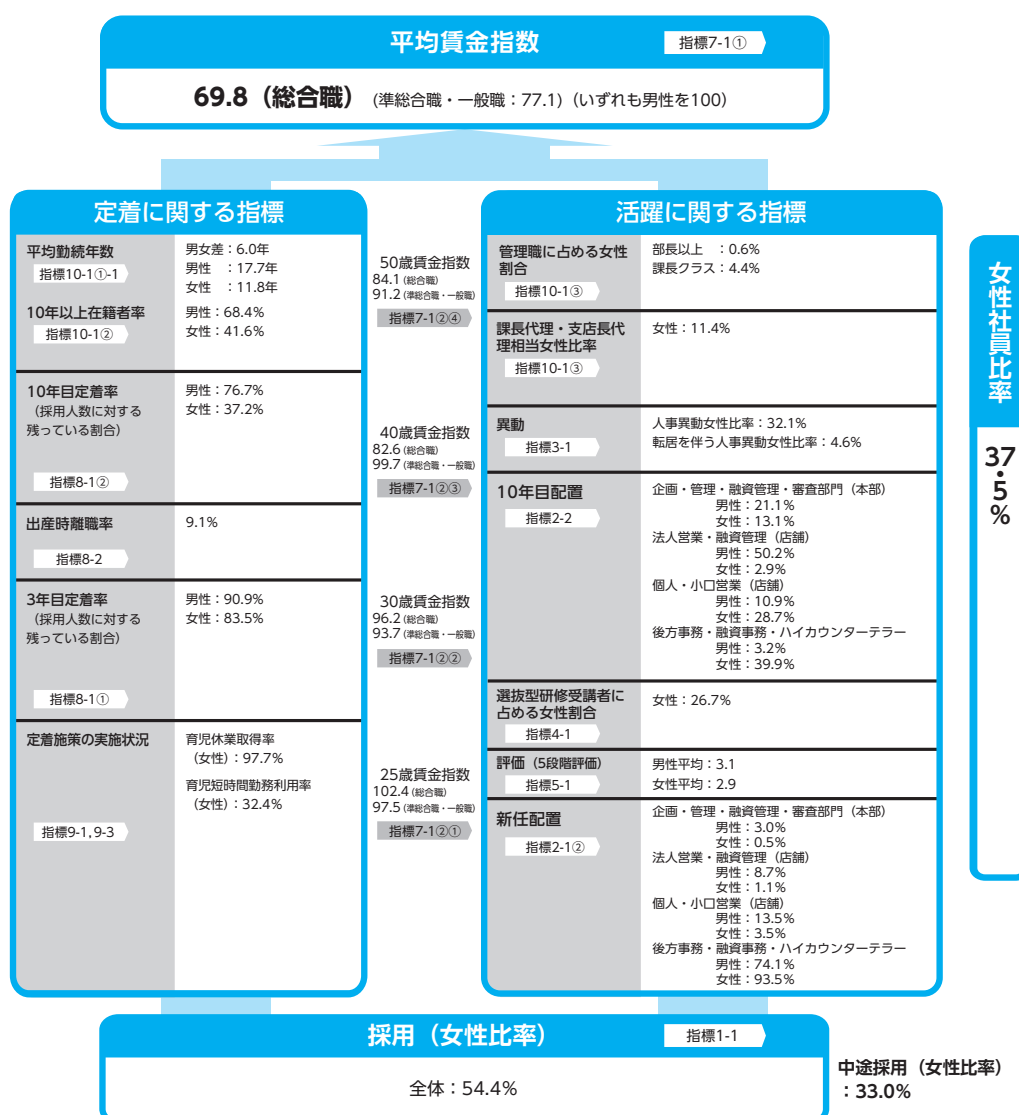 平均賃金指数
指標7-1①
69.8（総合職）(準総合職・一般職：77.1)（いずれも男性を100）
定着に関する指標
平均勤続年数
指標10-1①-1
男女差：6.0年
男性　：17.7年
女性　：11.8年
10年以上在籍者率
指標10-1②
男性：68.4%
女性：41.6%
10年目定着率
（採用人数に対する
残っている割合）
指標8-1②
男性：76.7%
女性：37.2%
出産時離職率
指標8-2
9.1%
3年目定着率
（採用人数に対する
残っている割合）
指標8-1①
男性：90.9%
女性：83.5%
定着施策の実施状況
指標9-1,9-3
育児休業取得率
（女性）：97.7%
育児短時間勤務利用率
（女性）：32.4%
50歳賃金指数
84.1(総合職)
91.2(準総合職・一般職)
指標7-1②④
40歳賃金指数
82.6(総合職)
99.7(準総合職・一般職)
指標7-1②③
30歳賃金指数
96.2(総合職)
93.7(準総合職・一般職)
指標7-1②②
25歳賃金指数
102.4(総合職)
97.5(準総合職・一般職)
指標7-1②①
活躍に関する指標
管理職に占める女性
割合
指標10-1③
部長以上　：0.6%
課長クラス：4.4%
課長代理・支店長代
理相当女性比率
指標10-1③
女性：11.4%
異動
指標3-1
人事異動女性比率：32.1%
転居を伴う人事異動女性比率：4.6%
10年目配置
指標2-2
企画・管理・融資管理・審査部門（本部）
男性：21.1%
女性：13.1%
法人営業・融資管理（店舗）
男性：50.2%
女性：2.9%
個人・小口営業（店舗）
男性：10.9%
女性：28.7%
後方事務・融資事務・ハイカウンターテラー
男性：3.2%
女性：39.9%
選抜型研修受講者に
占める女性割合
指標4-1
女性：26.7%
評価（5段階評価）
指標5-1
男性平均：3.1
女性平均：2.9
新任配置
指標2-1②
企画・管理・融資管理・審査部門（本部）
男性：3.0%
女性：0.5%
法人営業・融資管理（店舗）
男性：8.7%
女性：1.1%
個人・小口営業（店舗）
男性：13.5%
女性：3.5%
後方事務・融資事務・ハイカウンターテラー
男性：74.1%
女性：93.5%
女性社員比率
37・5%
採用（女性比率）
指標1-1
全体：54.4%
中途採用（女性比率）
：33.0%